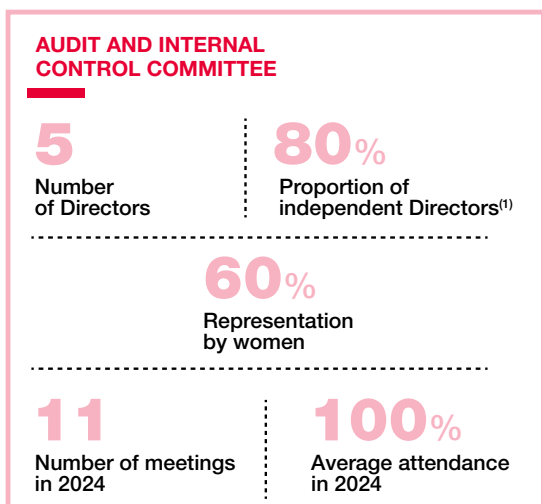 AUDIT AND INTERNAL
CONTROL COMMITTEE
5
Number
of Directors
80%
Proportion of
independent Directors(1)
60%
Representation
by women
11
Number of meetings
in 2024
100%
Average attendance
in 2024